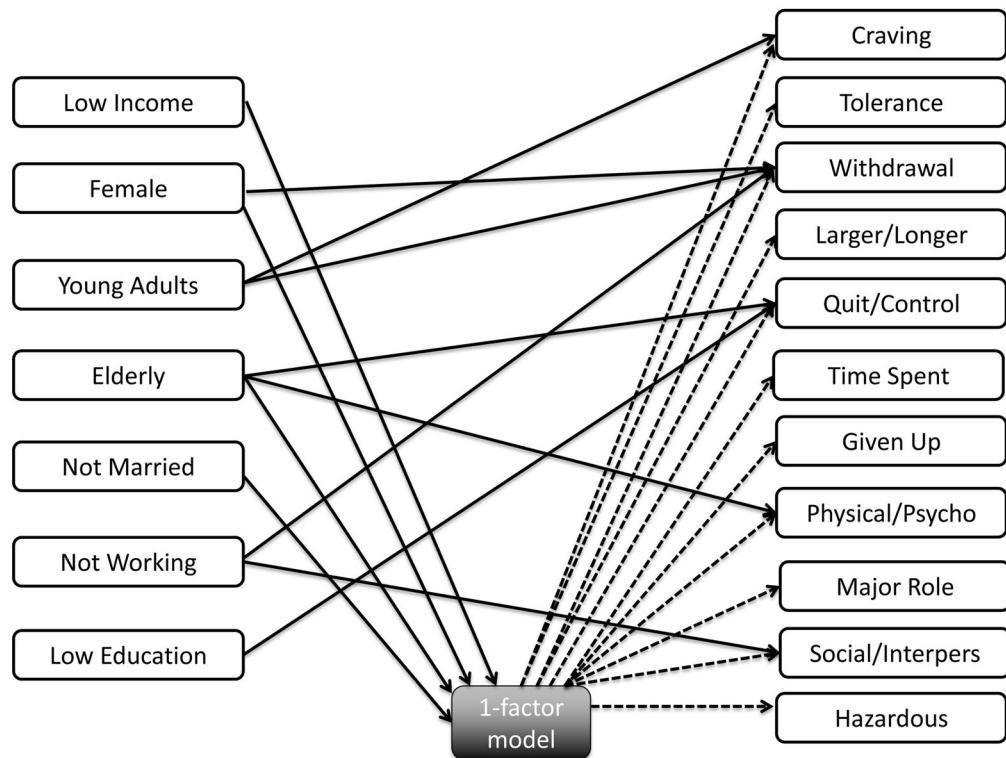 Low Income
Female
Young Adults
Elderly
Not Married
Not Working
Low Education
1-factor
model
Craving
Tolerance
Withdrawal
Larger/Longer
Quit/Control
Time Spent
Given Up
Physical/Psycho
Major Role
Social/Interpers
Hazardous